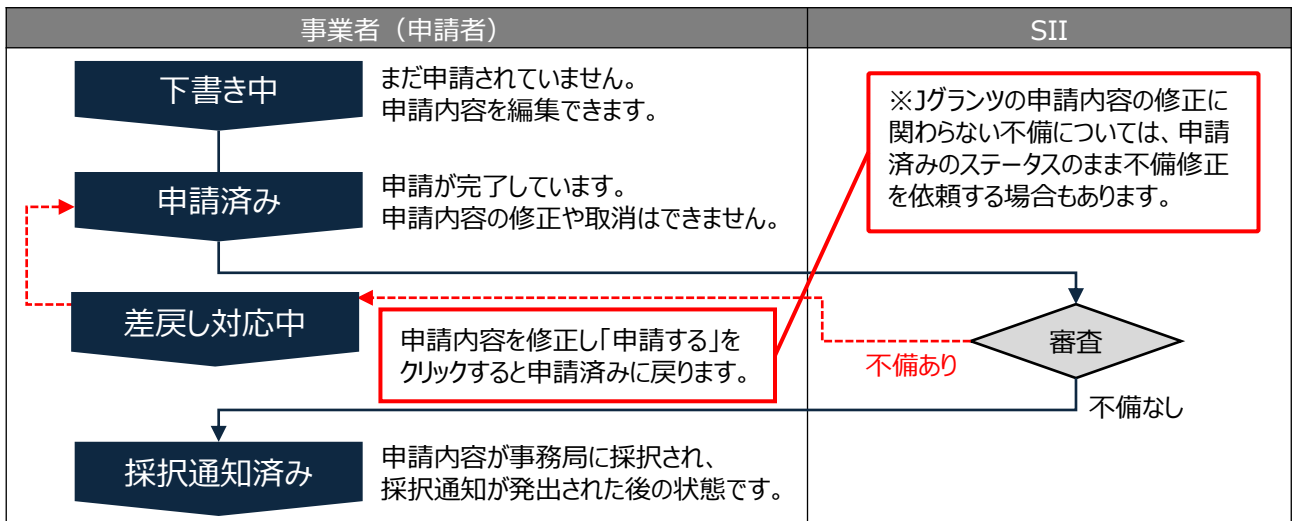 事業者（申請者）
SII
下書き中
まだ申請されていません。
申請内容を編集できます。
※Jグランツの申請内容の修正に
関わらない不備については、申請
済みのステータスのまま不備修正
を依頼する場合もあります。
申請済み
申請が完了しています。
申請内容の修正や取消はできません。
差戻し対応中
申請内容を修正し「申請する」を
クリックすると申請済みに戻ります。
審査
不備あり
不備なし
採択通知済み
申請内容が事務局に採択され、
採択通知が発出された後の状態です。